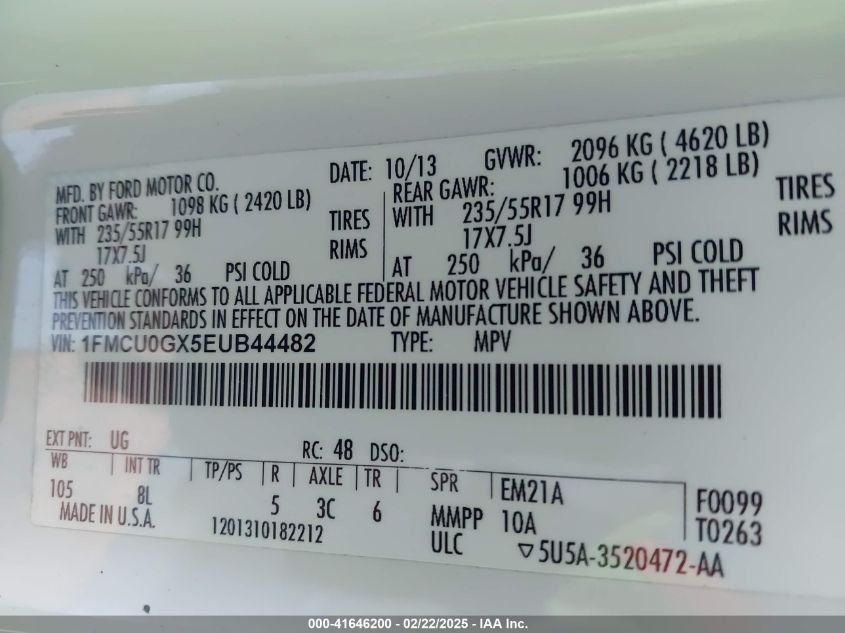 MFD. BY FORD MOTOR CO. DATE: 10/13 GVWR: 2096 KG ( 4620 LB)
FRONT GAWR: 1098 KG ( 2420 LB) REAR GAWR: 1006 KG ( 2218 LB)
WITH 235/55R17 99H TIRES WITH 235/55R17 99H TIRES
17X7.5J RIMS 17X7.5J RIMS
AT 250 kPa/ 36 PSI COLD AT 250 kPa/ 36 PSI COLD
THIS VEHICLE CONFORMS TO ALL APPLICABLE FEDERAL MOTOR VEHICLE SAFETY AND THEFT
PREVENTION STANDARDS IN EFFECT ON THE DATE OF MANUFACTURE SHOWN ABOVE.
VIN: 1FMCU0GX5EUB44482 TYPE: MPV
EXT PNT: UG RC: 48 DSO:
WB INT TR TP/PS R AXLE TR SPR EM21A F0099
105 8L 5 3C 6 MMPP 10A T0263
MADE IN U.S.A. 1201310182212 ULC ▽5U5A-3520472-AA
000-41646200 - 02/22/2025 - IAA Inc.